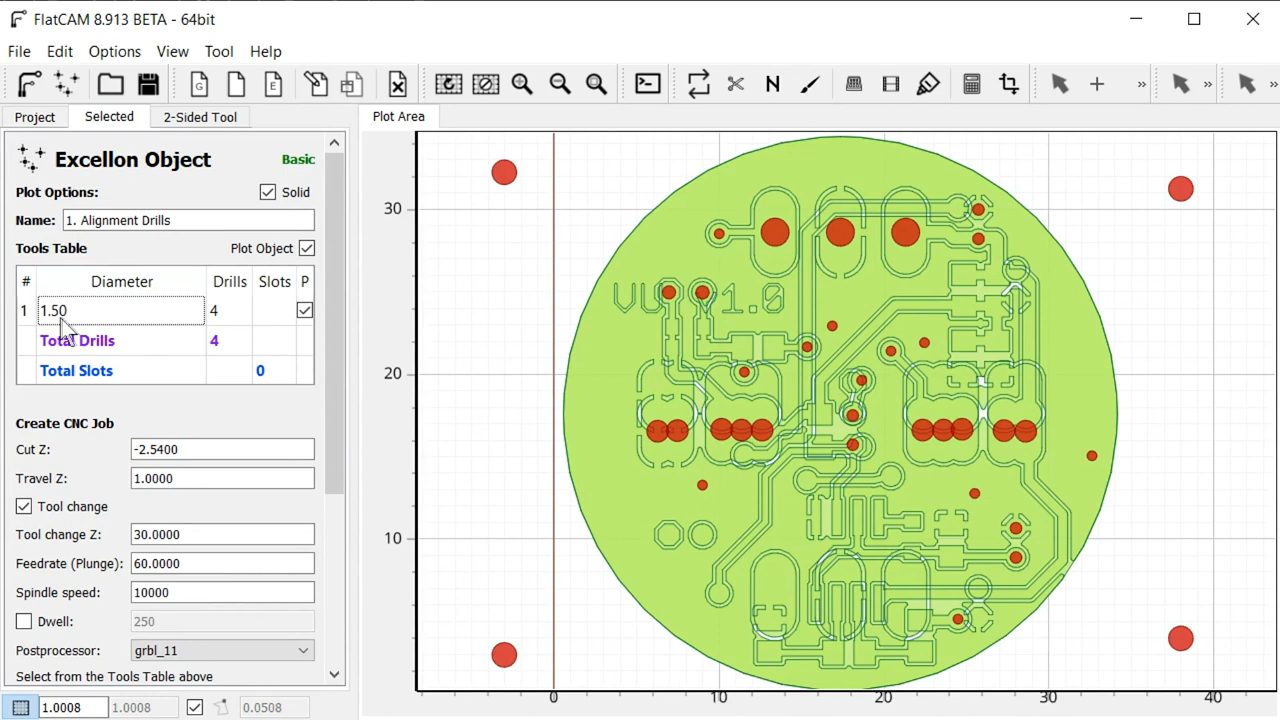 FlatCAM 8.913 BETA - 64bit
File Edit Options View Tool Help
Project Selected 2-Sided Tool
Plot Area
Excellon Object Basic
Plot Options: Solid
Name: 1. Alignment Drills
Tools Table Plot Object
# Diameter Drills Slots P
1 1.50 4
Total Drills 4
Total Slots 0
Create CNC Job
Cut Z: -2.5400
Travel Z: 1.0000
Tool change
Tool change Z: 30.0000
Feedrate (Plunge): 60.0000
Spindle speed: 10000
Dwell: 250
Postprocessor: grbl_11
Select from the Tools Table above
30
20
10
0 10 20 30 40
1.0008 1.0008 0.0508